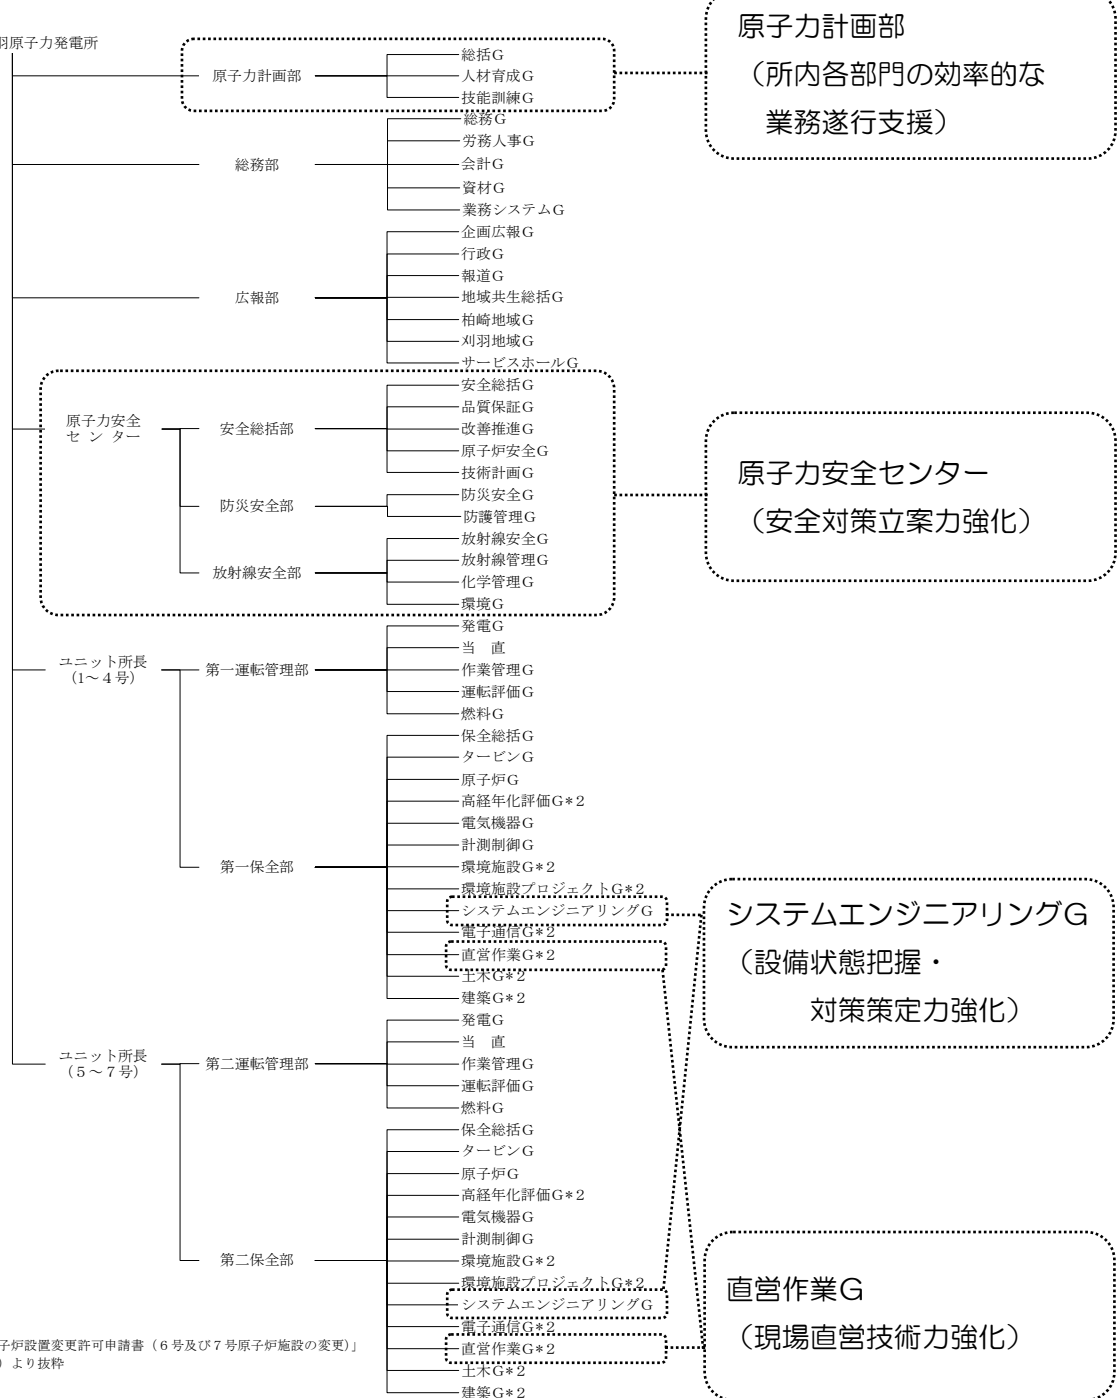 羽原子力発電所
原子力計画部
総括G
人材育成G
技能訓練G
原子力計画部
（所内各部門の効率的な
業務遂行支援）
総務部
総務G
労務人事G
会計G
資材G
業務システムG
広報部
企画広報G
行政G
報道G
地域共生総括G
柏崎地域G
刈羽地域G
サービスホールG
原子力安全
センター
安全総括部
安全総括G
品質保証G
改善推進G
原子炉安全G
技術計画G
防災安全部
防災安全G
防護管理G
放射線安全部
放射線安全G
放射線管理G
化学管理G
環境G
原子力安全センター
（安全対策立案力強化）
ユニット所長
（1～４号）
第一運転管理部
発電G
当　直
作業管理G
運転評価G
燃料G
第一保全部
保全総括G
タービンG
原子炉G
高経年化評価G＊２
電気機器G
計測制御G
環境施設G＊２
環境施設プロジェクトG＊２
システムエンジニアリングG
電子通信G＊２
直営作業G＊２
土木G＊２
建築G＊２
システムエンジニアリングG
（設備状態把握・
対策策定力強化）
ユニット所長
（５～７号）
第二運転管理部
発電G
当　直
作業管理G
運転評価G
燃料G
第二保全部
保全総括G
タービンG
原子炉G
高経年化評価G＊２
電気機器G
計測制御G
環境施設G＊２
環境施設プロジェクトG＊２
システムエンジニアリングG
電子通信G＊２
直営作業G＊２
土木G＊２
建築G＊２
直営作業G
（現場直営技術力強化）
子炉設置変更許可申請書（６号及び７号原子炉施設の変更）」
）より抜粋